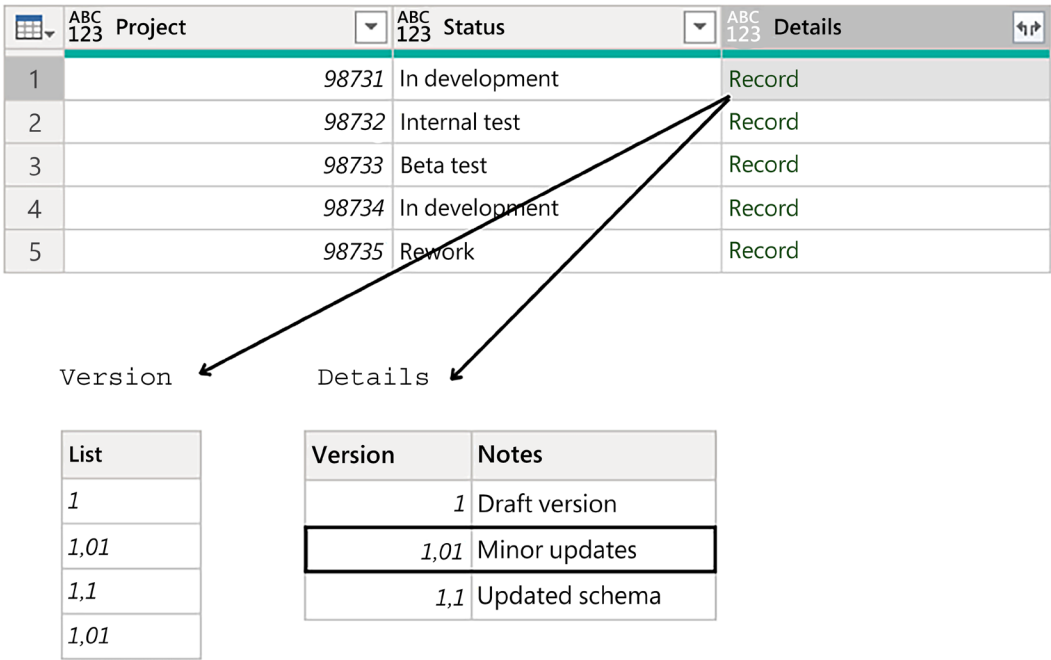 ABC 123 Project ABC 123 Status ABC 123 Details
1 98731 In development Record
2 98732 Internal test Record
3 98733 Beta test Record
4 98734 In development Record
5 98735 Rework Record
Version Details
List
1
1,01
1,1
1,01
Version Notes
1 Draft version
1,01 Minor updates
1,1 Updated schema